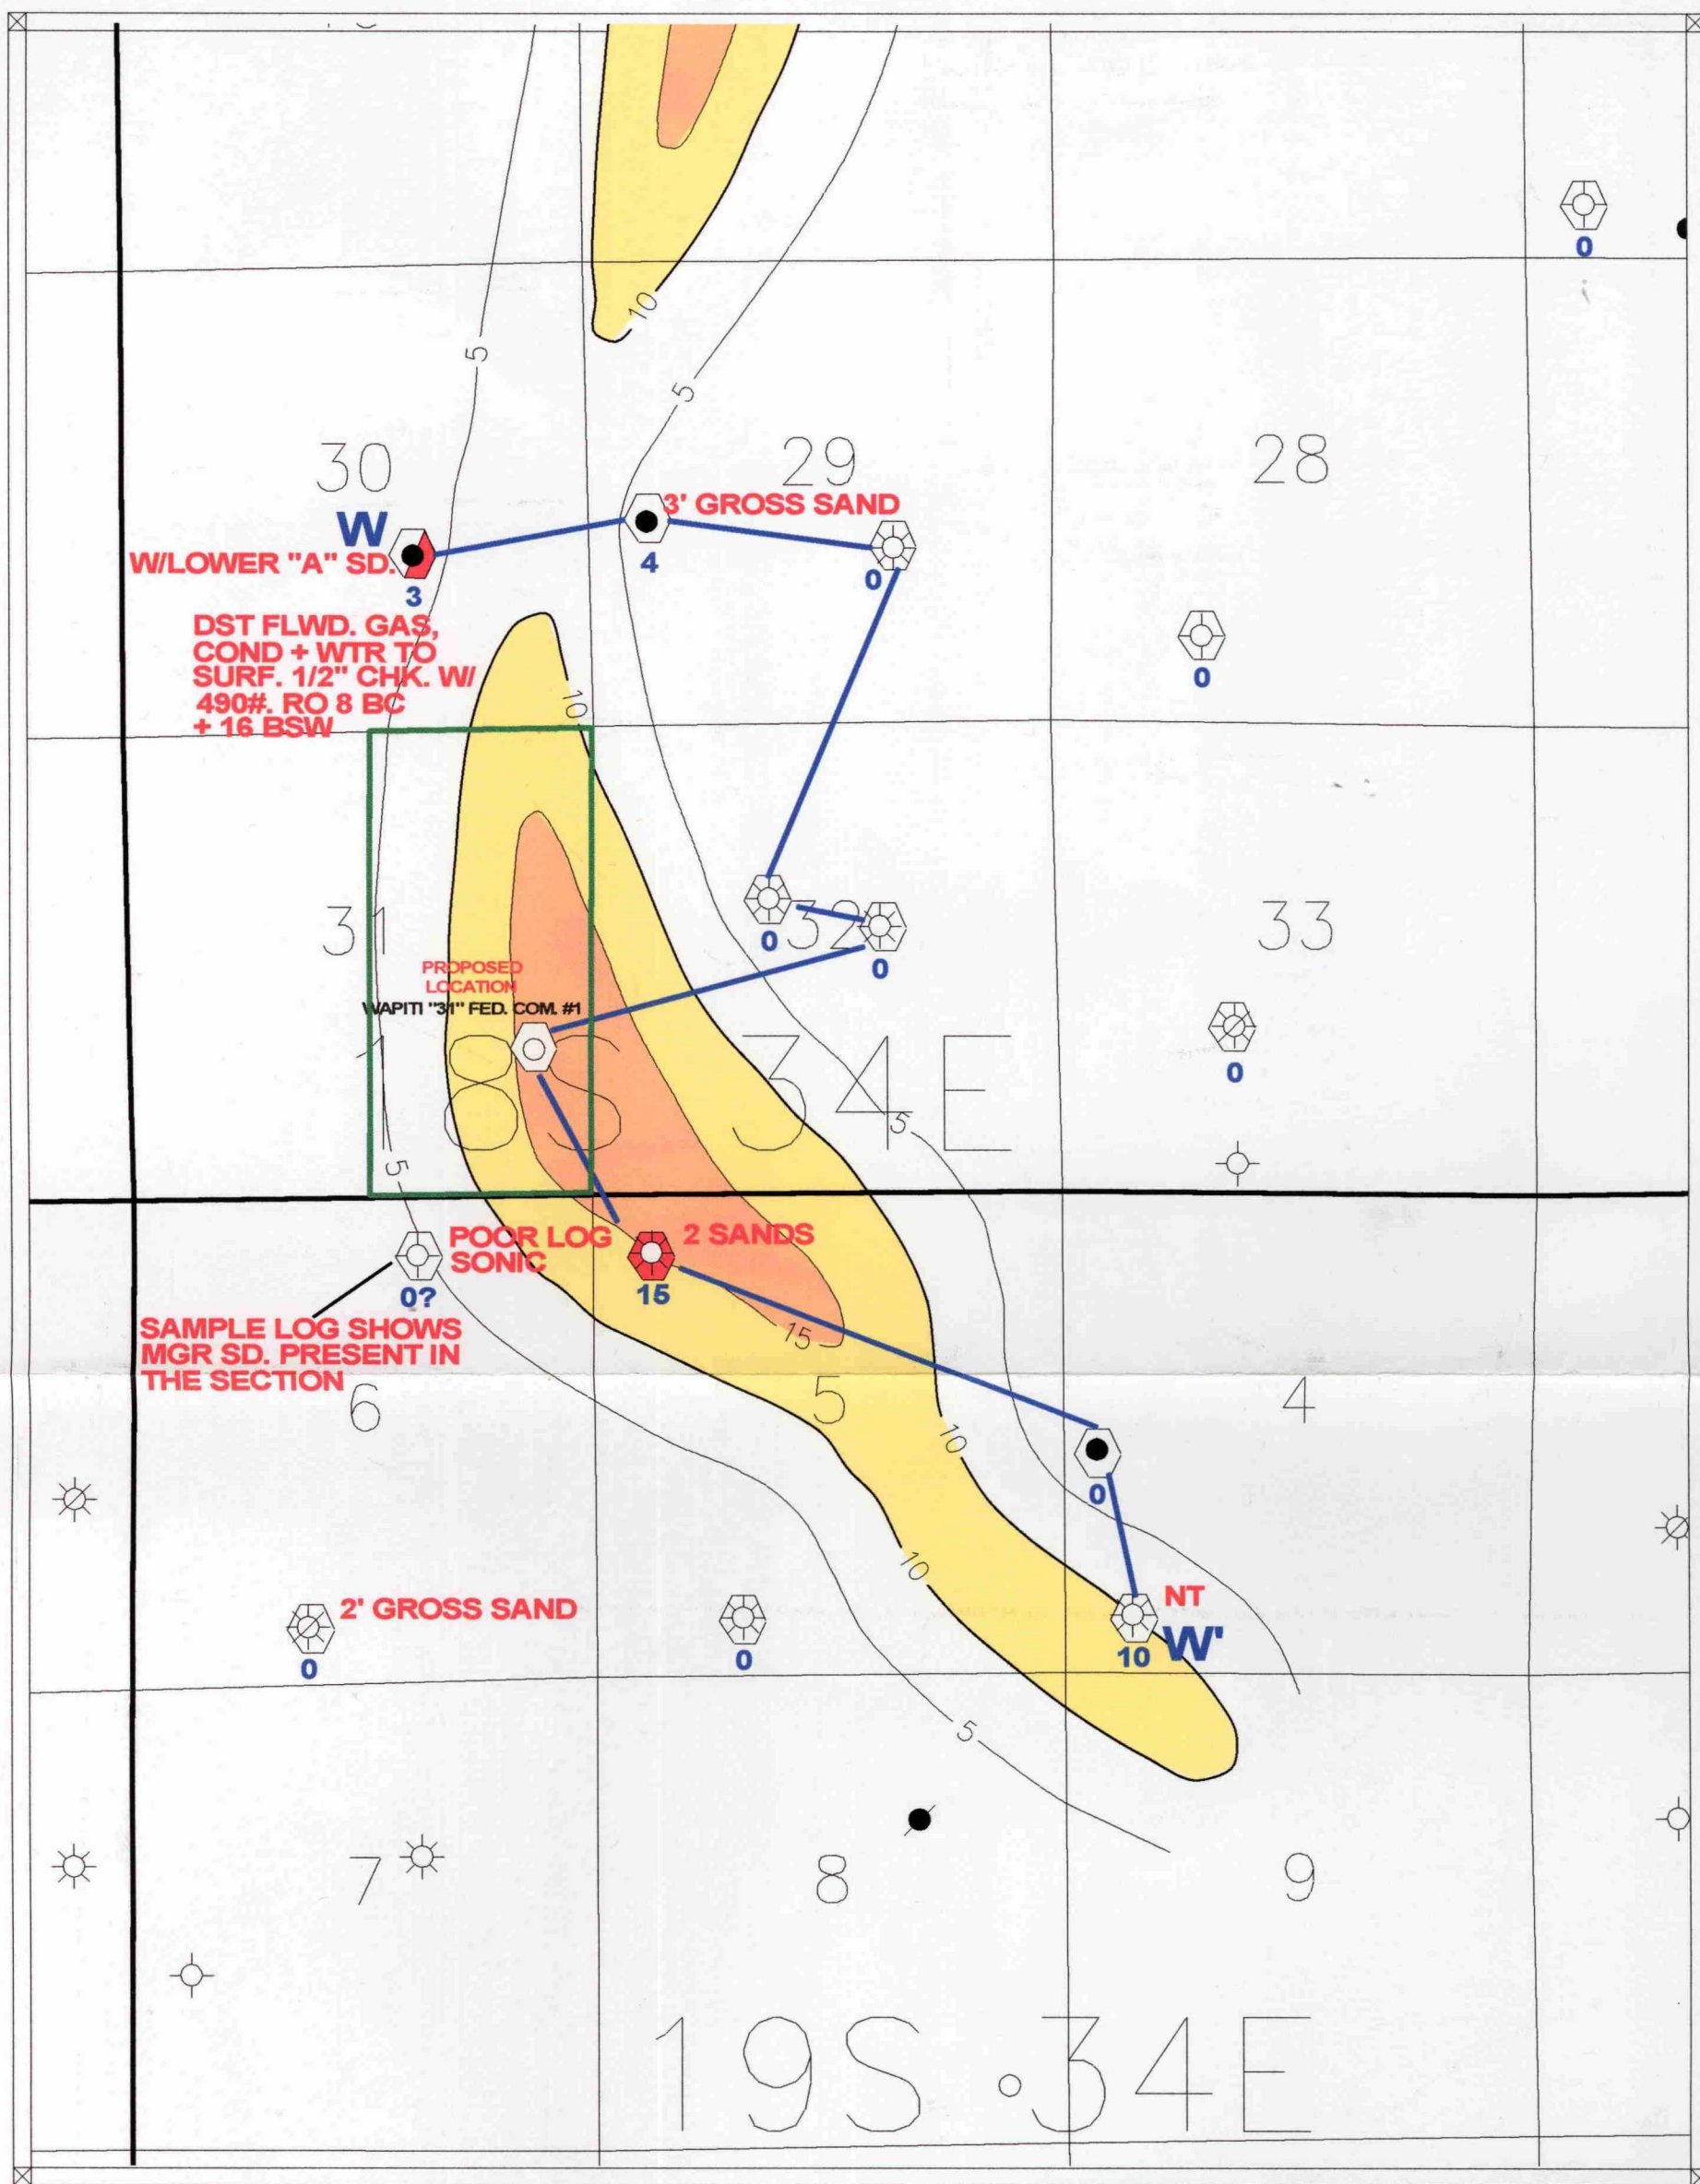 10
5
5
30
29
28
W
3' GROSS SAND
W/LOWER "A" SD.
3
4
0
0
0
DST FLWD. GAS,
COND + WTR TO
SURF. 1/2" CHK. W/
490#. RO 8 BC
+ 16 BSW
10
31
32
33
0
0
PROPOSED
LOCATION
WAPITI "31" FED. COM. #1
18S 34E
0
5
5
POOR LOG
SONIC
2 SANDS
0?
15
SAMPLE LOG SHOWS
MGR SD. PRESENT IN
THE SECTION
15
6
5
4
10
0
10
2' GROSS SAND
NT
W'
0
0
10
5
7
8
9
19S 34E